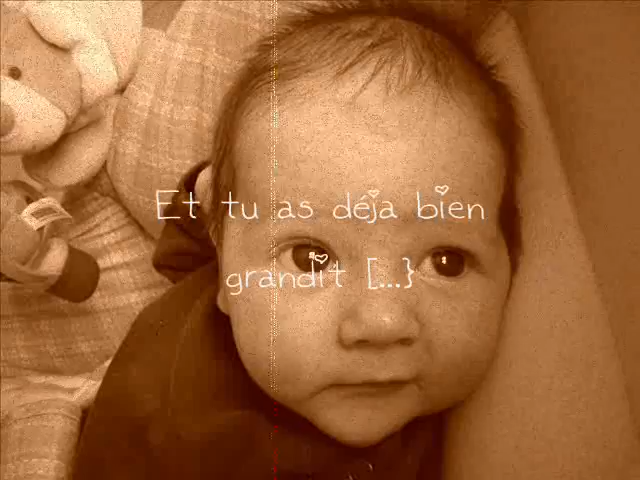 Et tu as déja bien
grandit [...}